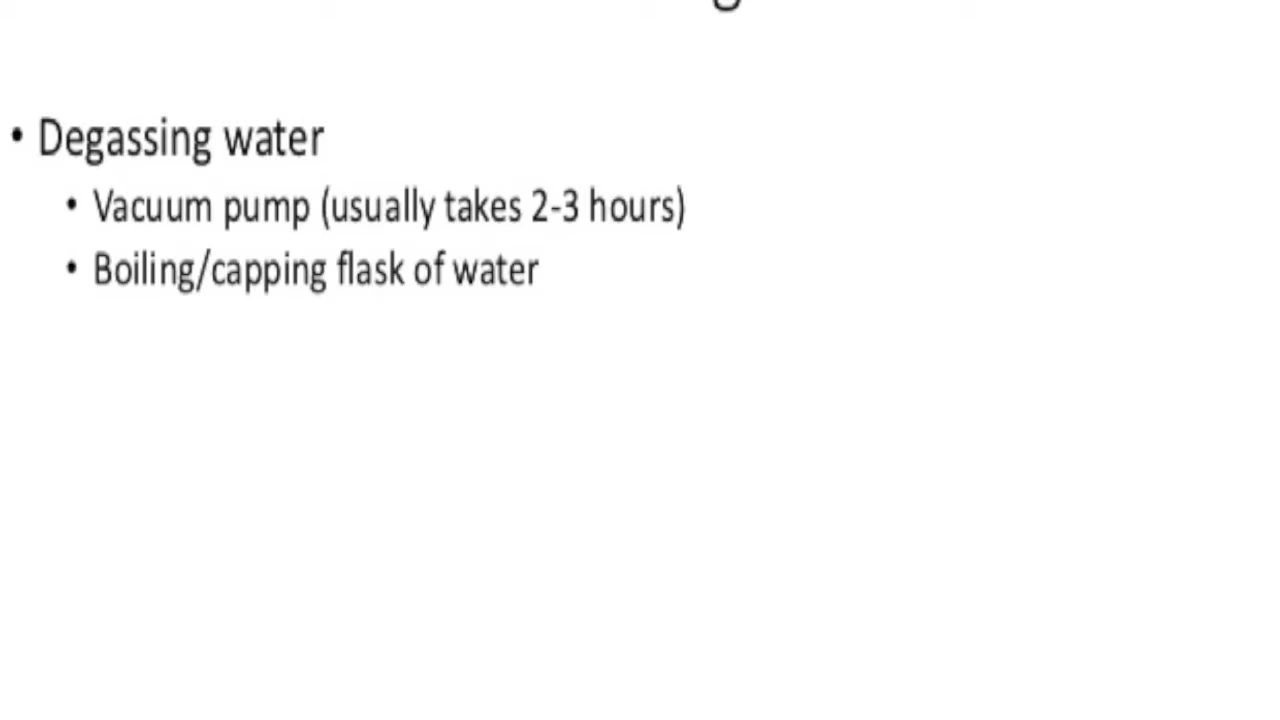 • Degassing water
• Vacuum pump (usually takes 2-3 hours)
• Boiling/capping flask of water